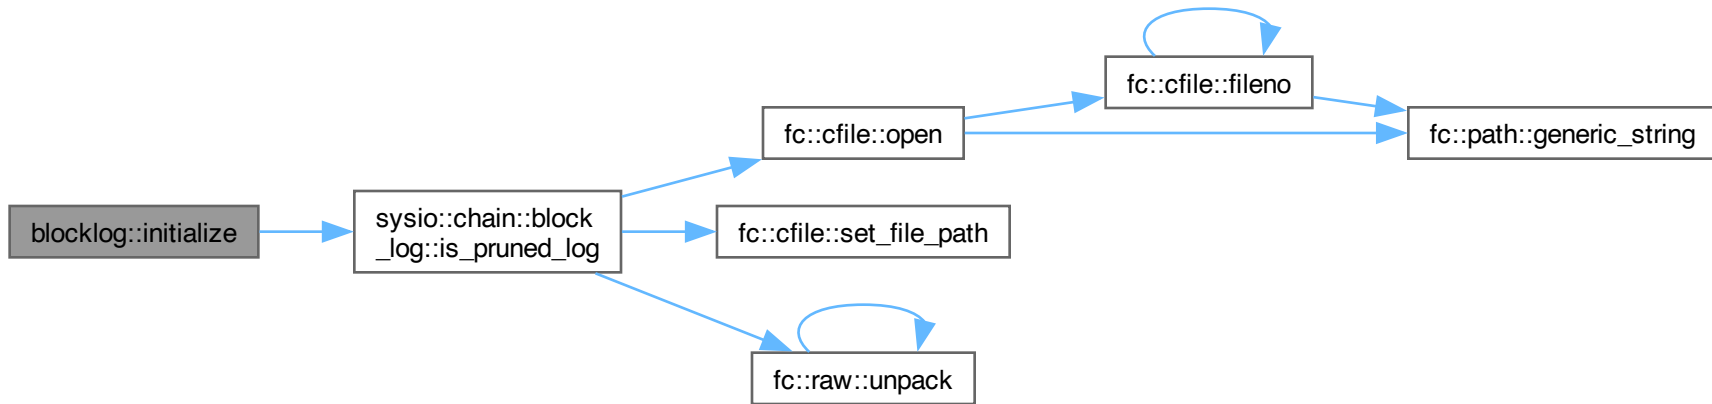 blocklog::initialize
sysio::chain::block
_log::is_pruned_log
fc::cfile::open
fc::cfile::fileno
fc::path::generic_string
fc::cfile::set_file_path
fc::raw::unpack